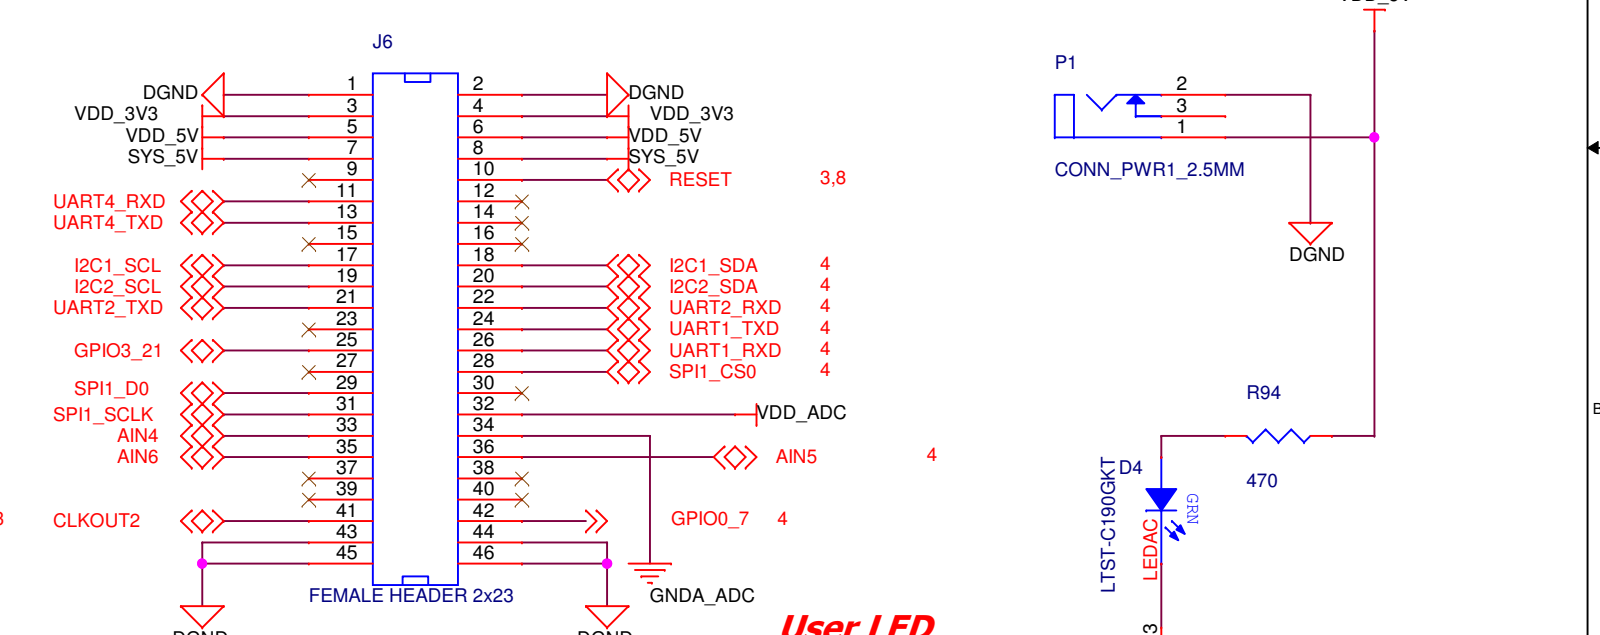 J6
1 2
DGND DGND
3 4
VDD_3V3 VDD_3V3
5 6
VDD_5V VDD_5V
7 8
SYS_5V SYS_5V
9 10
RESET 3,8
11 12
UART4_RXD
13 14
UART4_TXD
15 16
17 18
I2C1_SCL I2C1_SDA 4
19 20
I2C2_SCL I2C2_SDA 4
21 22
UART2_TXD UART2_RXD 4
23 24
UART1_TXD 4
25 26
GPIO3_21 UART1_RXD 4
27 28
SPI1_CS0 4
29 30
SPI1_D0
31 32
SPI1_SCLK VDD_ADC
33 34
AIN4
35 36
AIN6 AIN5 4
37 38
39 40
41 42
CLKOUT2 GPIO0_7 4
43 44
45 46
FEMALE HEADER 2x23
GNDA_ADC
DGND DGND
User LED
P1
2
3
1
CONN_PWR1_2.5MM
DGND
R94
470
D4
LTST-C190GKT
GRN
LEDAC
3
B